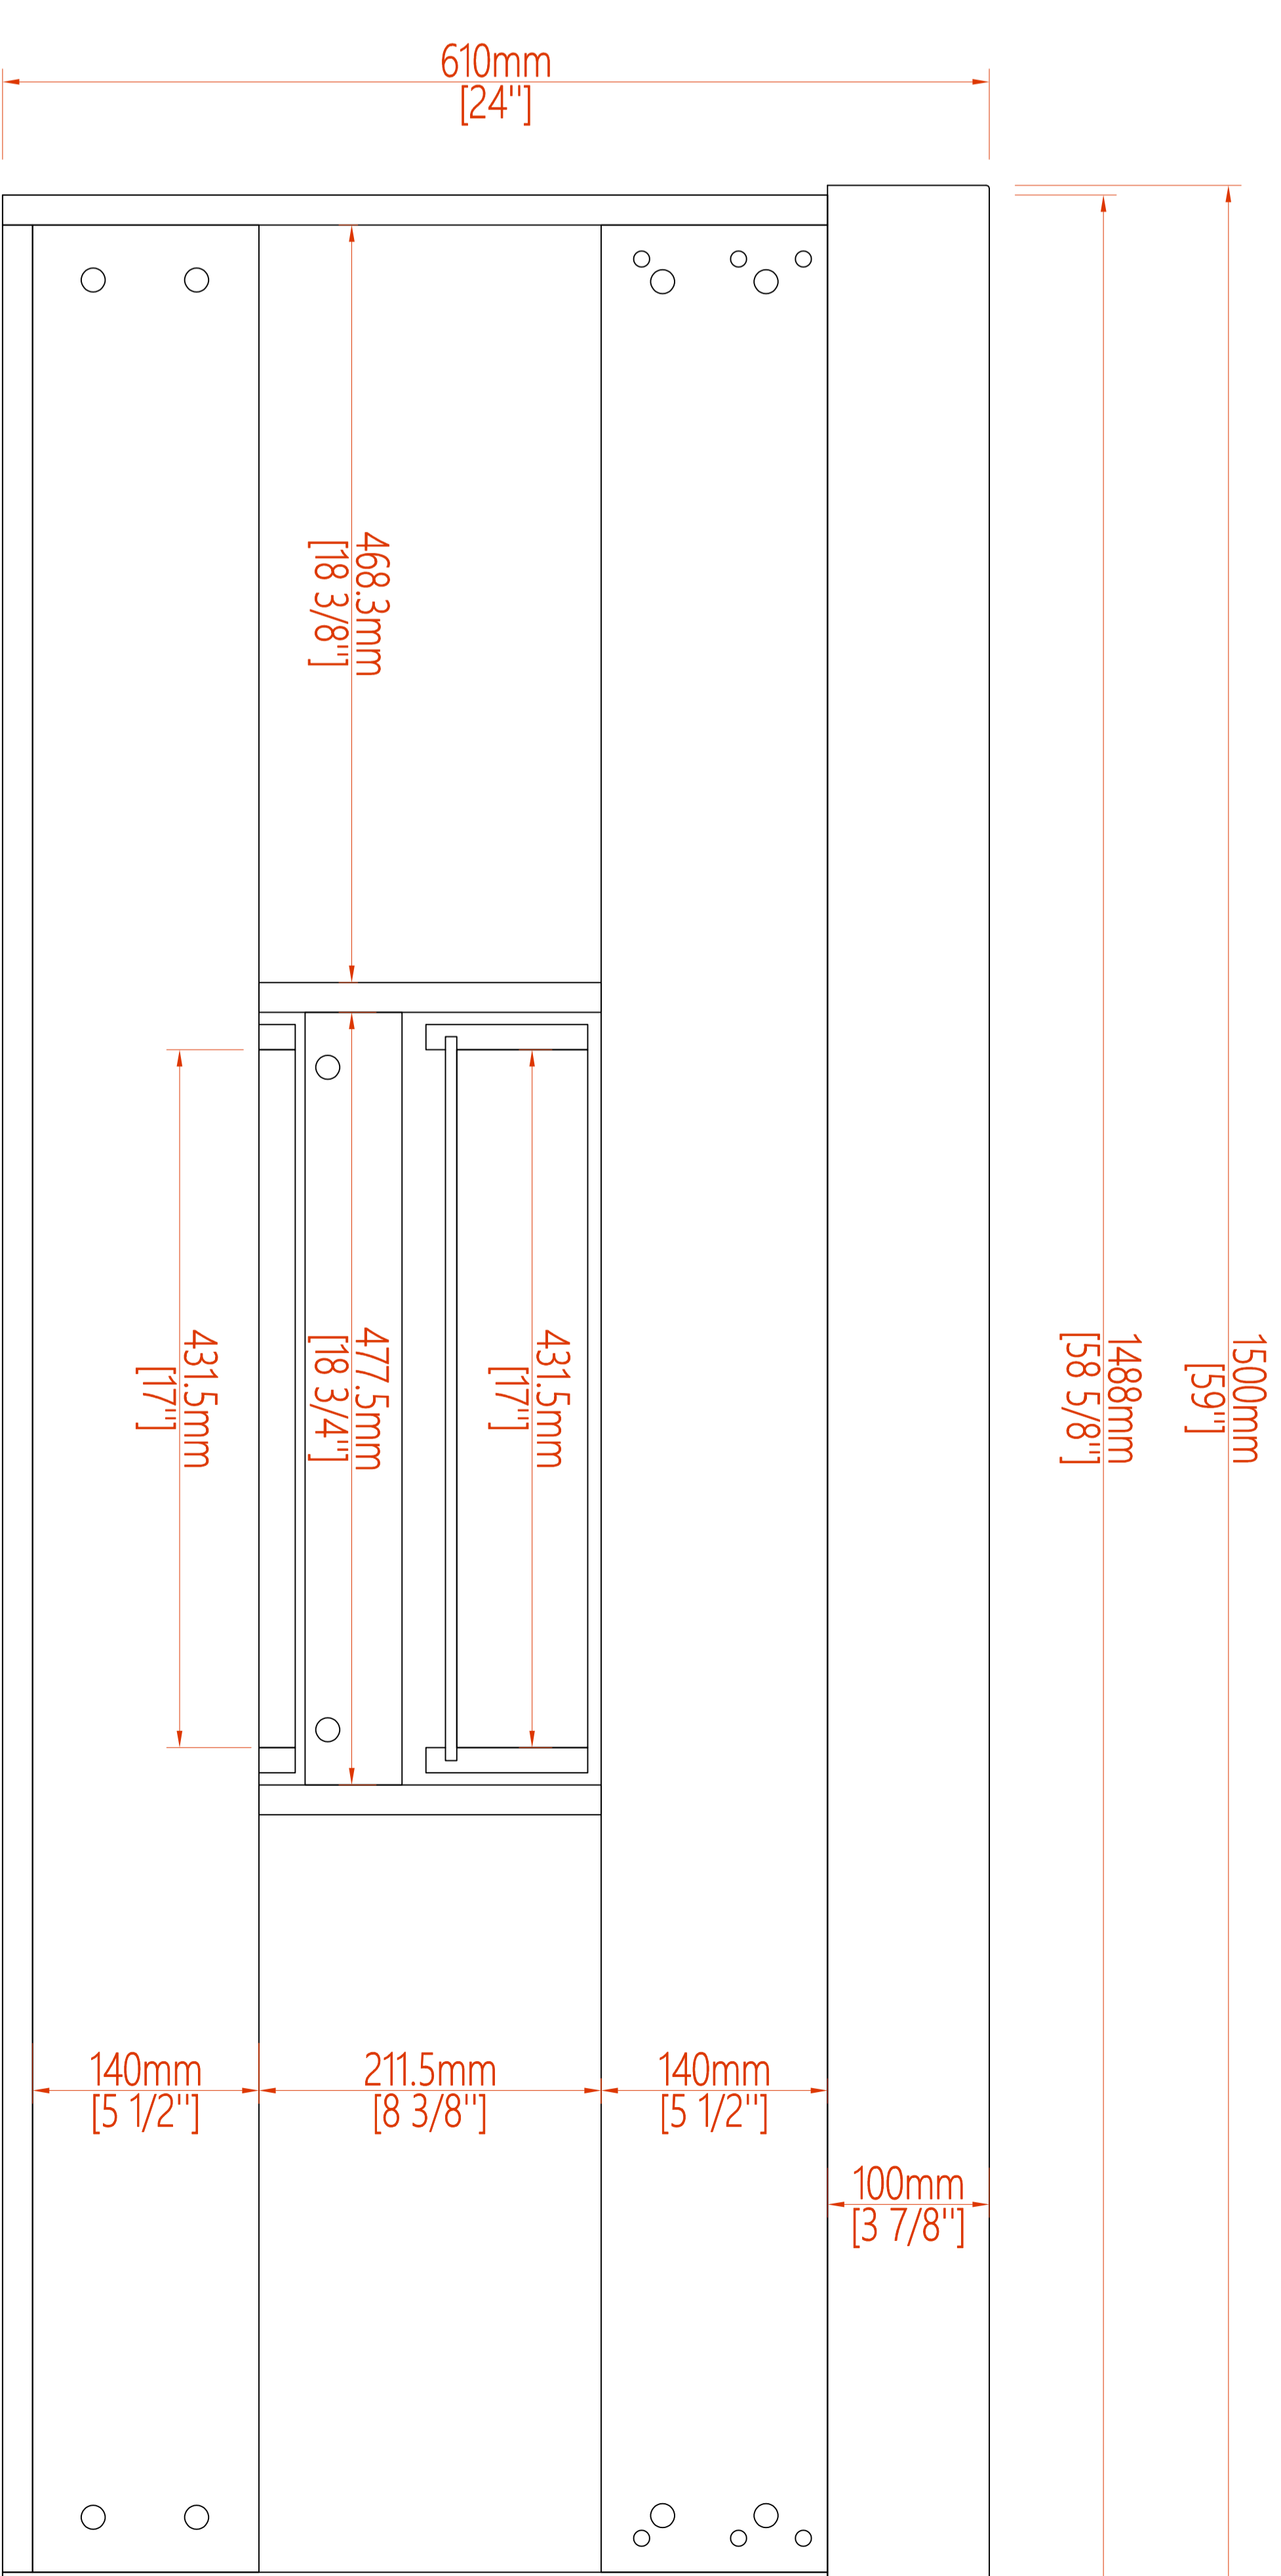 610mm
[24"]
1500mm
[59"]
1488mm
[58 5/8"]
468.3mm
[18 3/8"]
431.5mm
[17"]
477.5mm
[18 3/4"]
431.5mm
[17"]
140mm
[5 1/2"]
211.5mm
[8 3/8"]
140mm
[5 1/2"]
100mm
[3 7/8"]